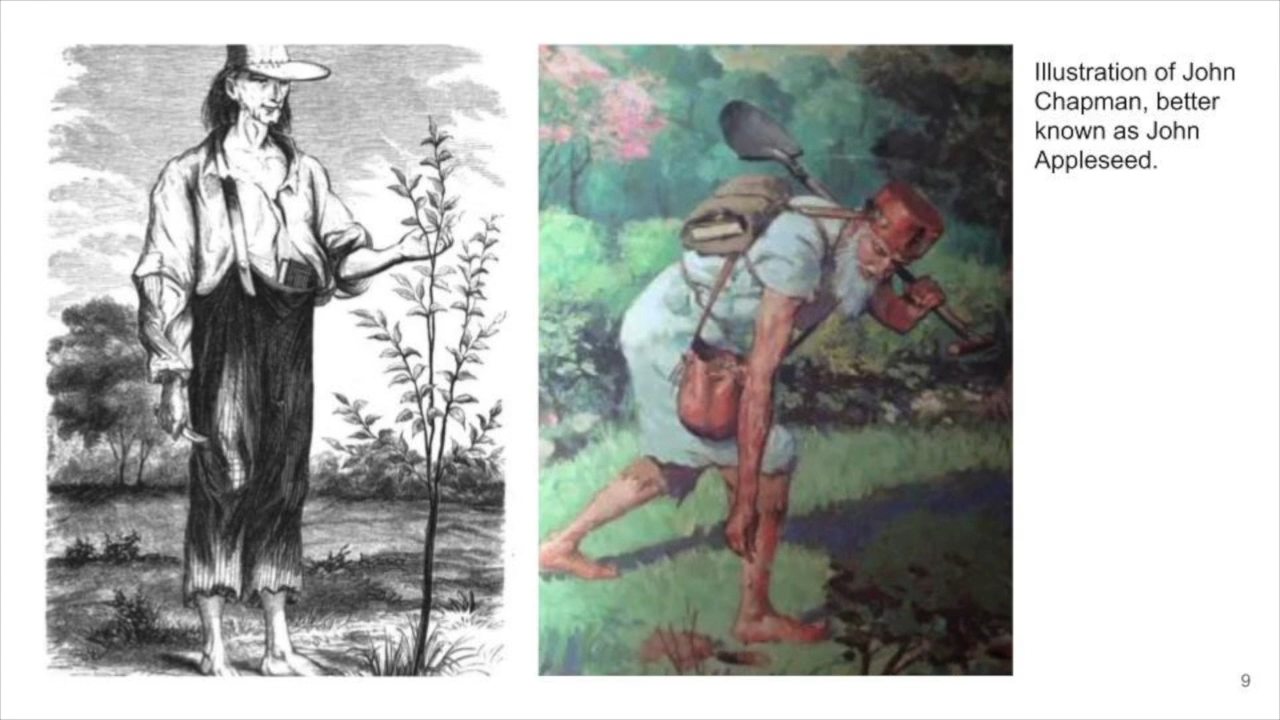 Illustration of John
Chapman, better
known as John
Appleseed.
9